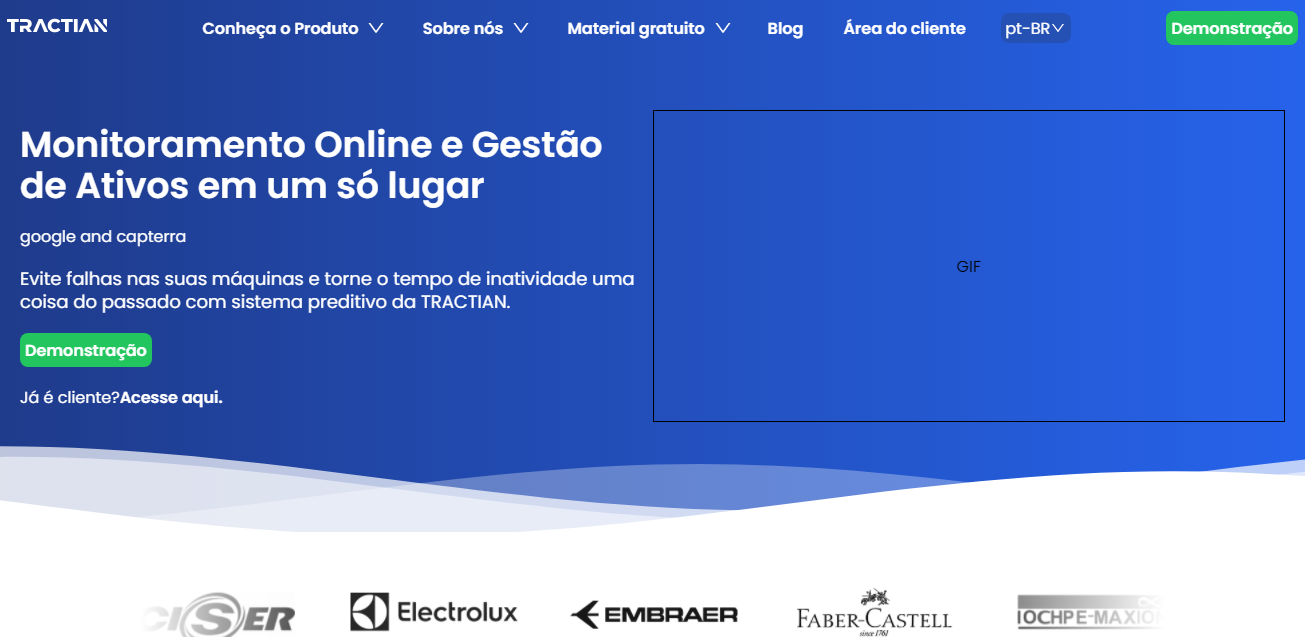 TRACTIAN Conheça o Produto Sobre nós Material gratuito Blog Área do cliente pt-BR Demonstração
Monitoramento Online e Gestão
de Ativos em um só lugar
google and capterra
Evite falhas nas suas máquinas e torne o tempo de inatividade uma
coisa do passado com sistema preditivo da TRACTIAN.
GIF
Demonstração
Já é cliente?Acesse aqui.
CISER Electrolux EMBRAER FABER-CASTELL IOCHPE-MAXION
since 1761